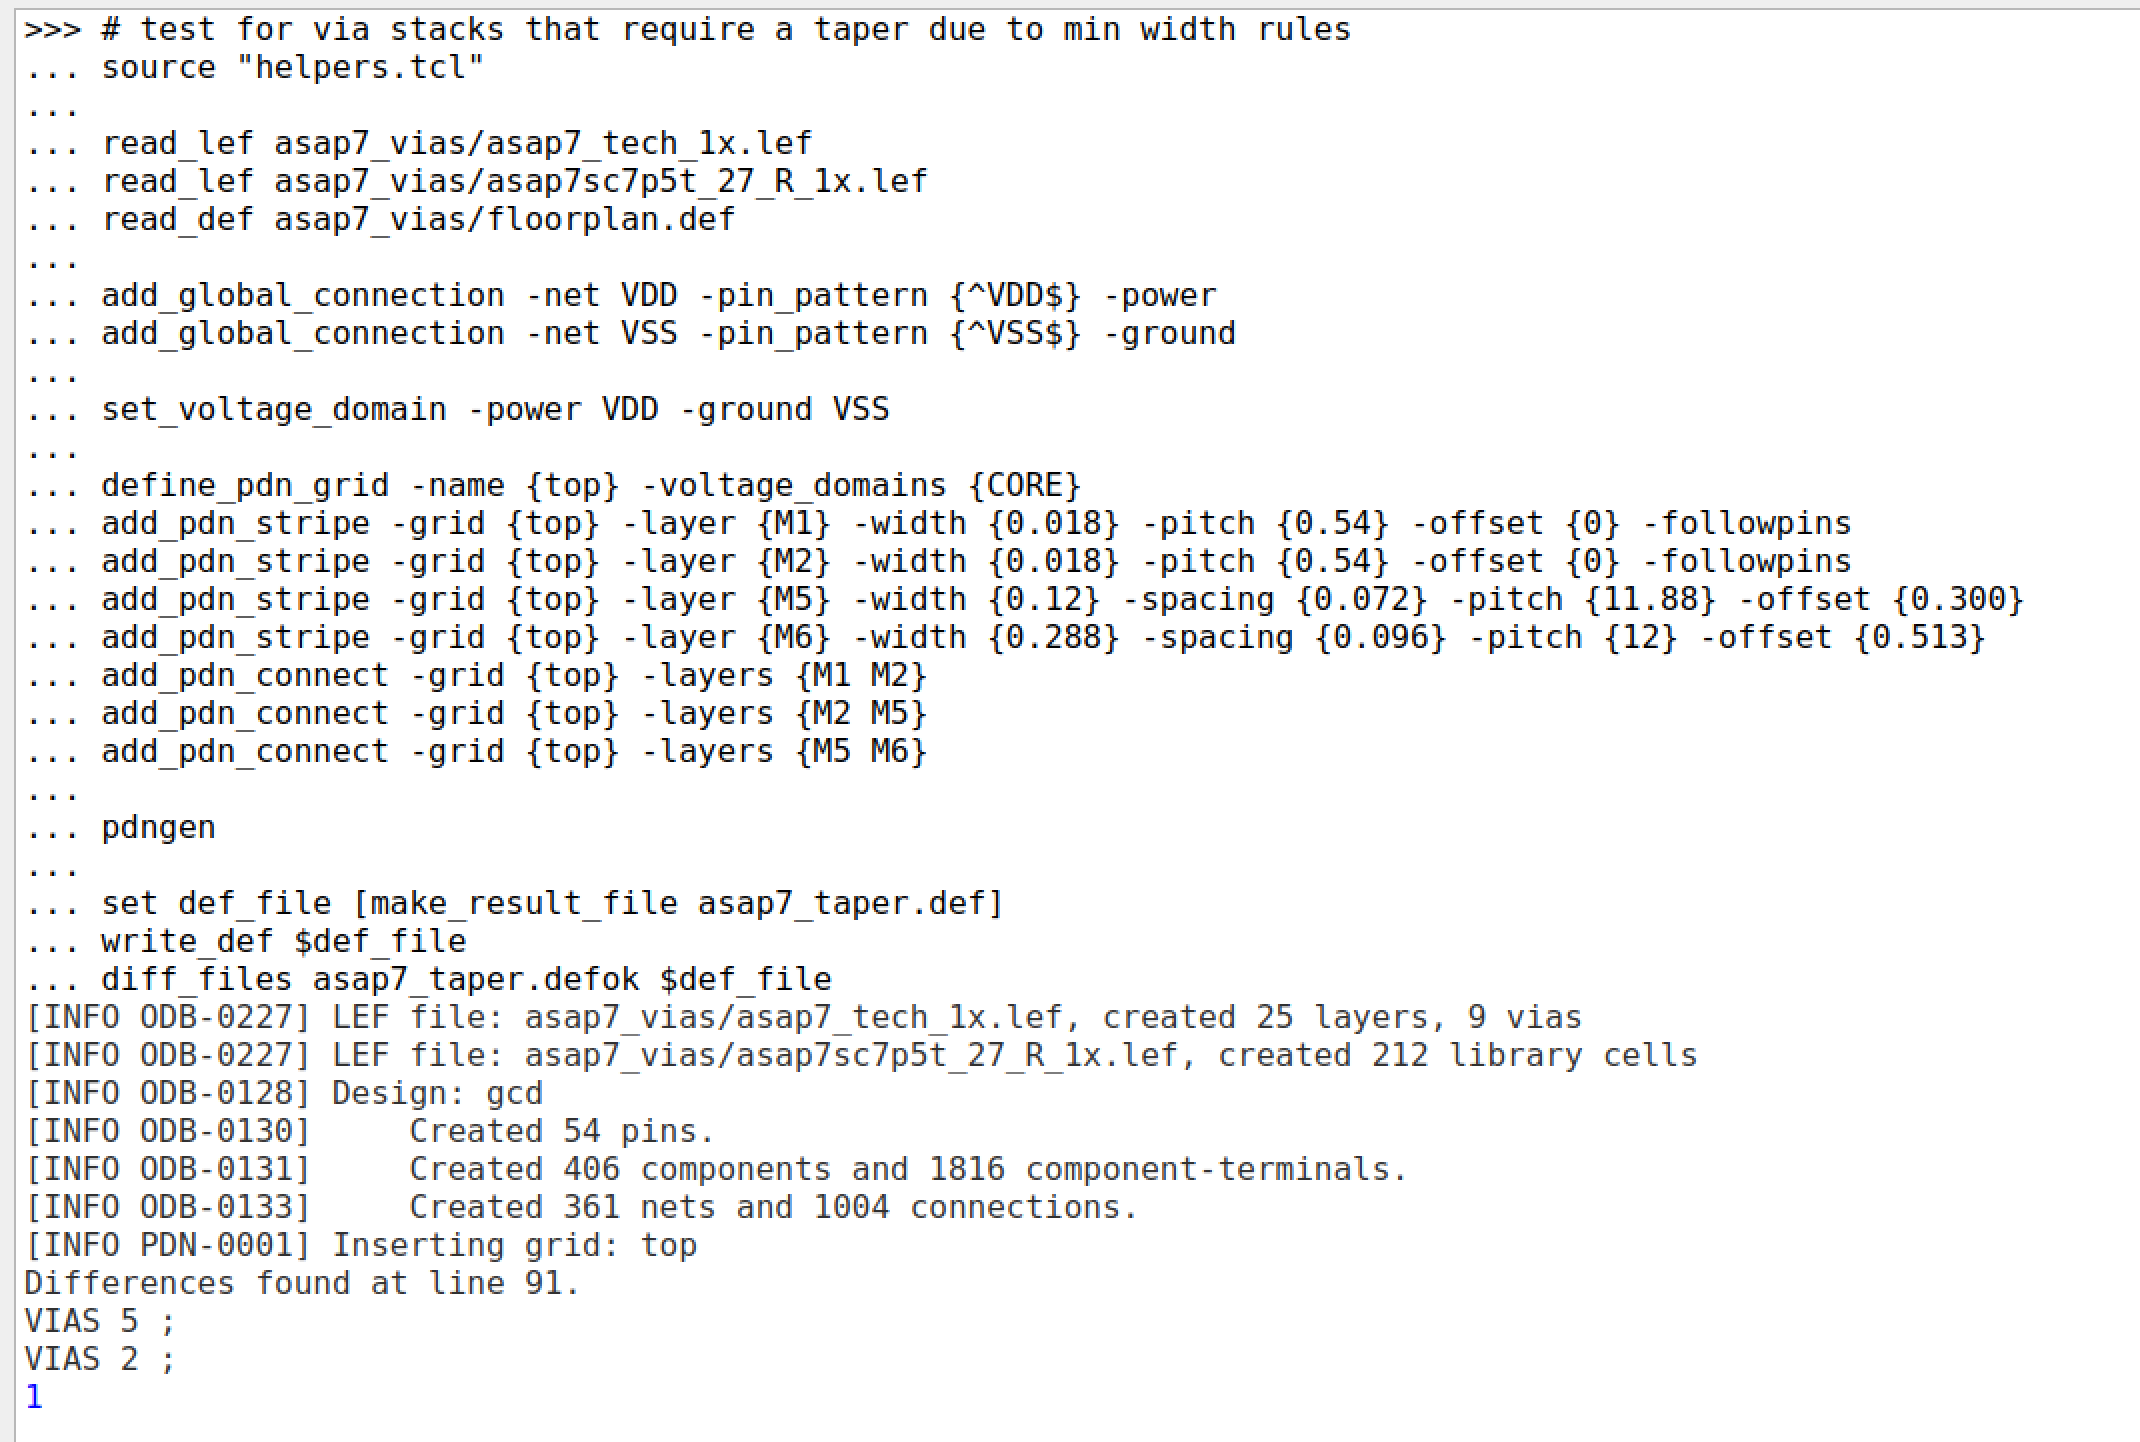 >>> # test for via stacks that require a taper due to min width rules
... source "helpers.tcl"
...
... read_lef asap7_vias/asap7_tech_1x.lef
... read_lef asap7_vias/asap7sc7p5t_27_R_1x.lef
... read_def asap7_vias/floorplan.def
...
... add_global_connection -net VDD -pin_pattern {^VDD$} -power
... add_global_connection -net VSS -pin_pattern {^VSS$} -ground
...
... set_voltage_domain -power VDD -ground VSS
...
... define_pdn_grid -name {top} -voltage_domains {CORE}
... add_pdn_stripe -grid {top} -layer {M1} -width {0.018} -pitch {0.54} -offset {0} -followpins
... add_pdn_stripe -grid {top} -layer {M2} -width {0.018} -pitch {0.54} -offset {0} -followpins
... add_pdn_stripe -grid {top} -layer {M5} -width {0.12} -spacing {0.072} -pitch {11.88} -offset {0.300}
... add_pdn_stripe -grid {top} -layer {M6} -width {0.288} -spacing {0.096} -pitch {12} -offset {0.513}
... add_pdn_connect -grid {top} -layers {M1 M2}
... add_pdn_connect -grid {top} -layers {M2 M5}
... add_pdn_connect -grid {top} -layers {M5 M6}
...
... pdngen
...
... set def_file [make_result_file asap7_taper.def]
... write_def $def_file
... diff_files asap7_taper.defok $def_file
[INFO ODB-0227] LEF file: asap7_vias/asap7_tech_1x.lef, created 25 layers, 9 vias
[INFO ODB-0227] LEF file: asap7_vias/asap7sc7p5t_27_R_1x.lef, created 212 library cells
[INFO ODB-0128] Design: gcd
[INFO ODB-0130]     Created 54 pins.
[INFO ODB-0131]     Created 406 components and 1816 component-terminals.
[INFO ODB-0133]     Created 361 nets and 1004 connections.
[INFO PDN-0001] Inserting grid: top
Differences found at line 91.
VIAS 5 ;
VIAS 2 ;
1